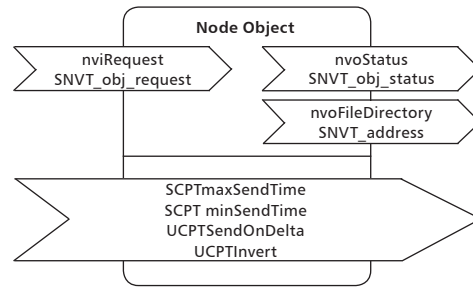 Node Object
nviRequest
SNVT_obj_request
nvoStatus
SNVT_obj_status
nvoFileDirectory
SNVT_address
SCPTmaxSendTime
SCPT minSendTime
UCPTSendOnDelta
UCPTInvert